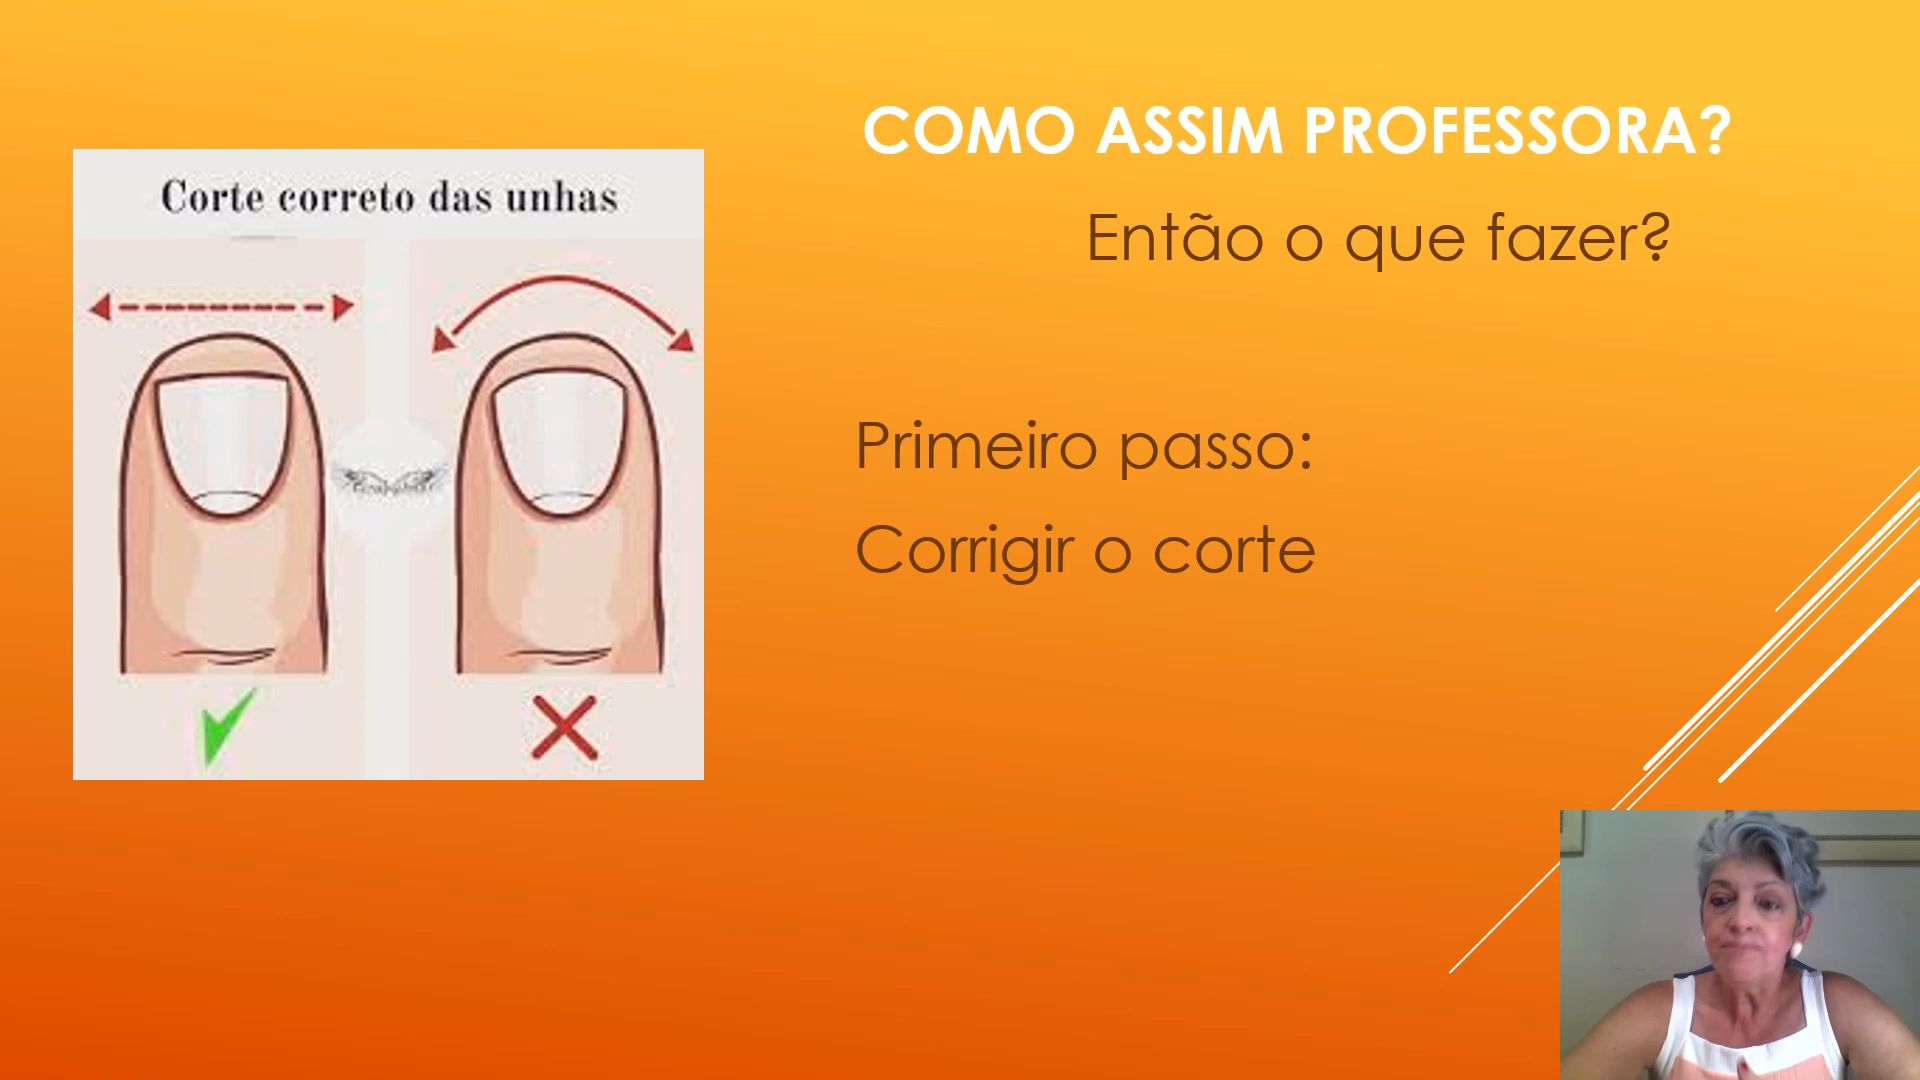 COMO ASSIM PROFESSORA?
Então o que fazer?
Corte correto das unhas
Primeiro passo:
Corrigir o corte